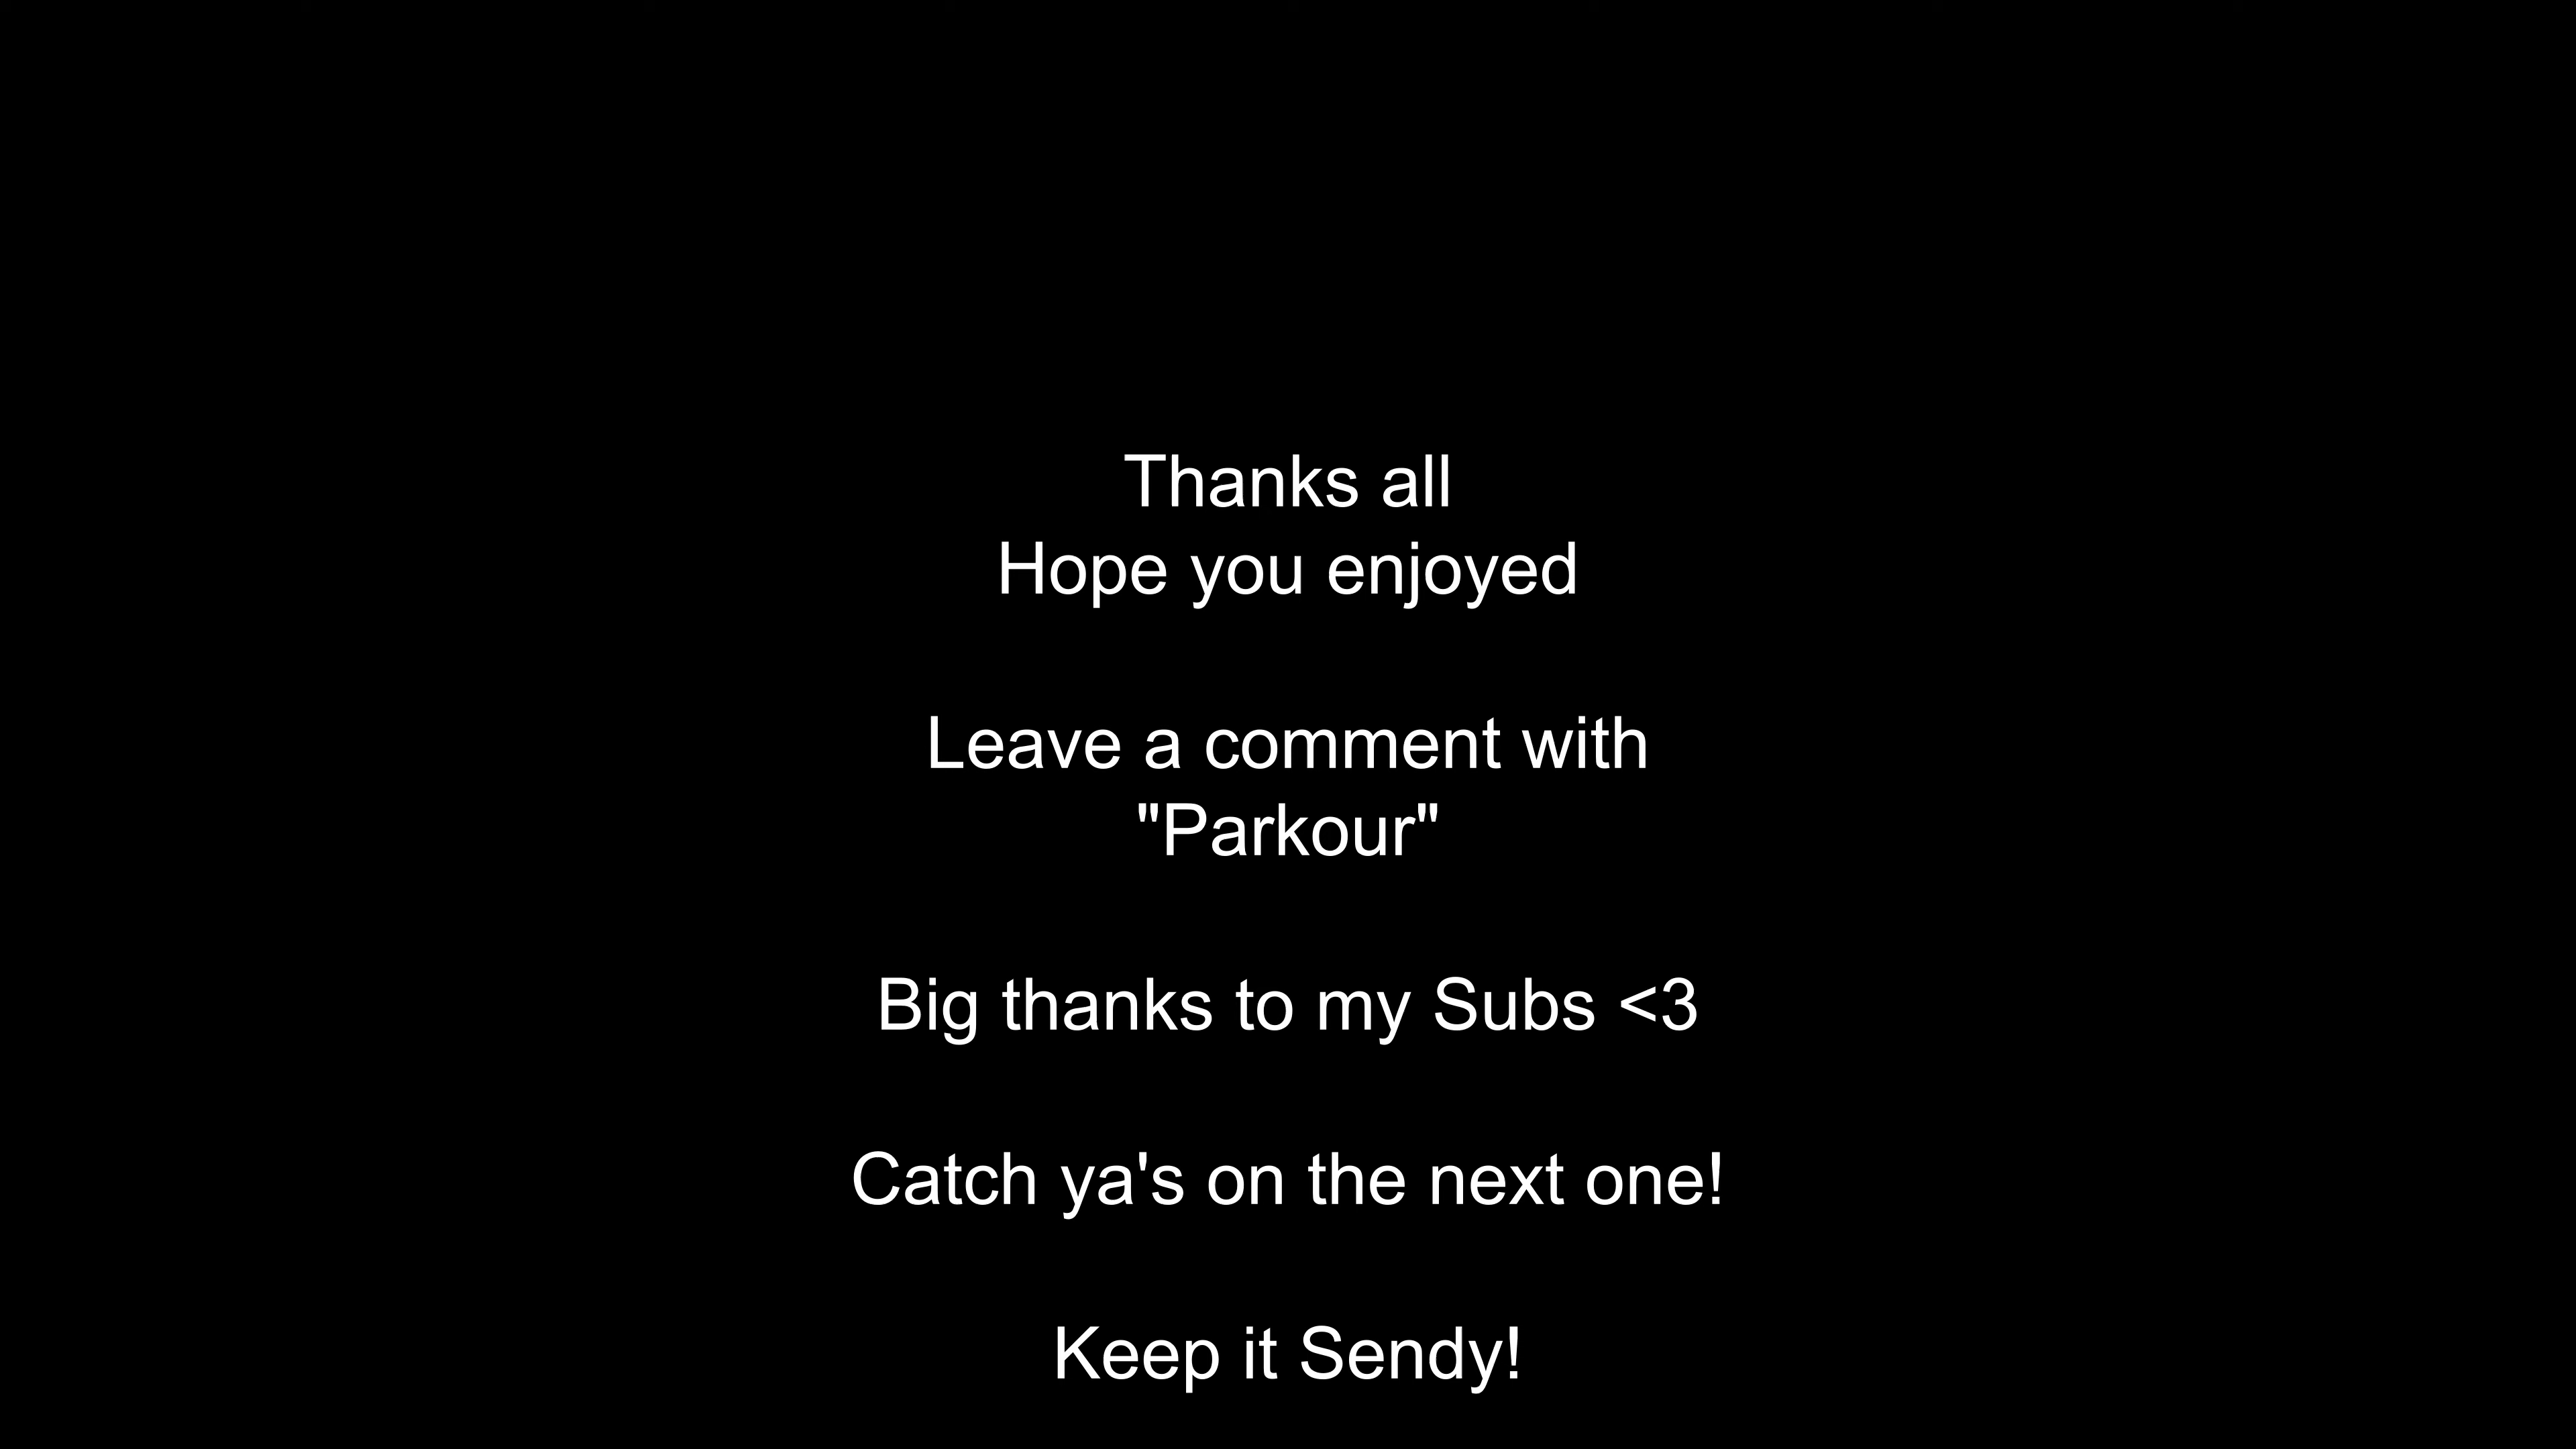 Thanks all
Hope you enjoyed
Leave a comment with
"Parkour"
Big thanks to my Subs <3
Catch ya's on the next one!
Keep it Sendy!